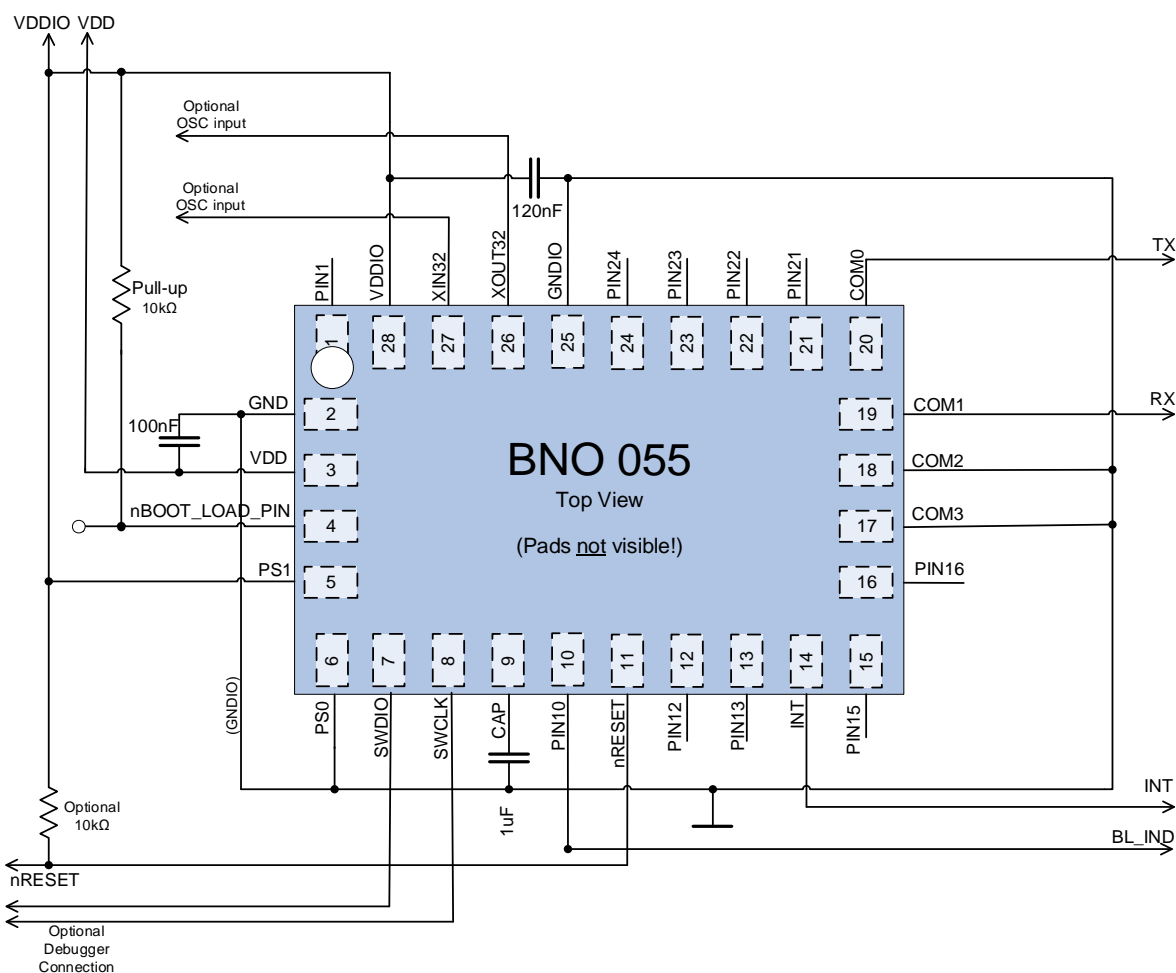 VDDIO VDD
Optional
OSC input
Optional
OSC input
120nF
Pull-up
10kΩ
PIN1
VDDIO
XIN32
XOUT32
GNDIO
PIN24
PIN23
PIN22
PIN21
COM0
TX
1
28
27
26
25
24
23
22
21
20
GND
2
19
COM1
RX
100nF
VDD
3
18
COM2
nBOOT_LOAD_PIN
4
17
COM3
PS1
5
16
PIN16
BNO 055
Top View
(Pads not visible!)
6
7
8
9
10
11
12
13
14
15
(GNDIO)
PS0
SWDIO
SWCLK
CAP
PIN10
nRESET
PIN12
PIN13
INT
PIN15
1uF
Optional
10kΩ
INT
BL_IND
nRESET
Optional
Debugger
Connection